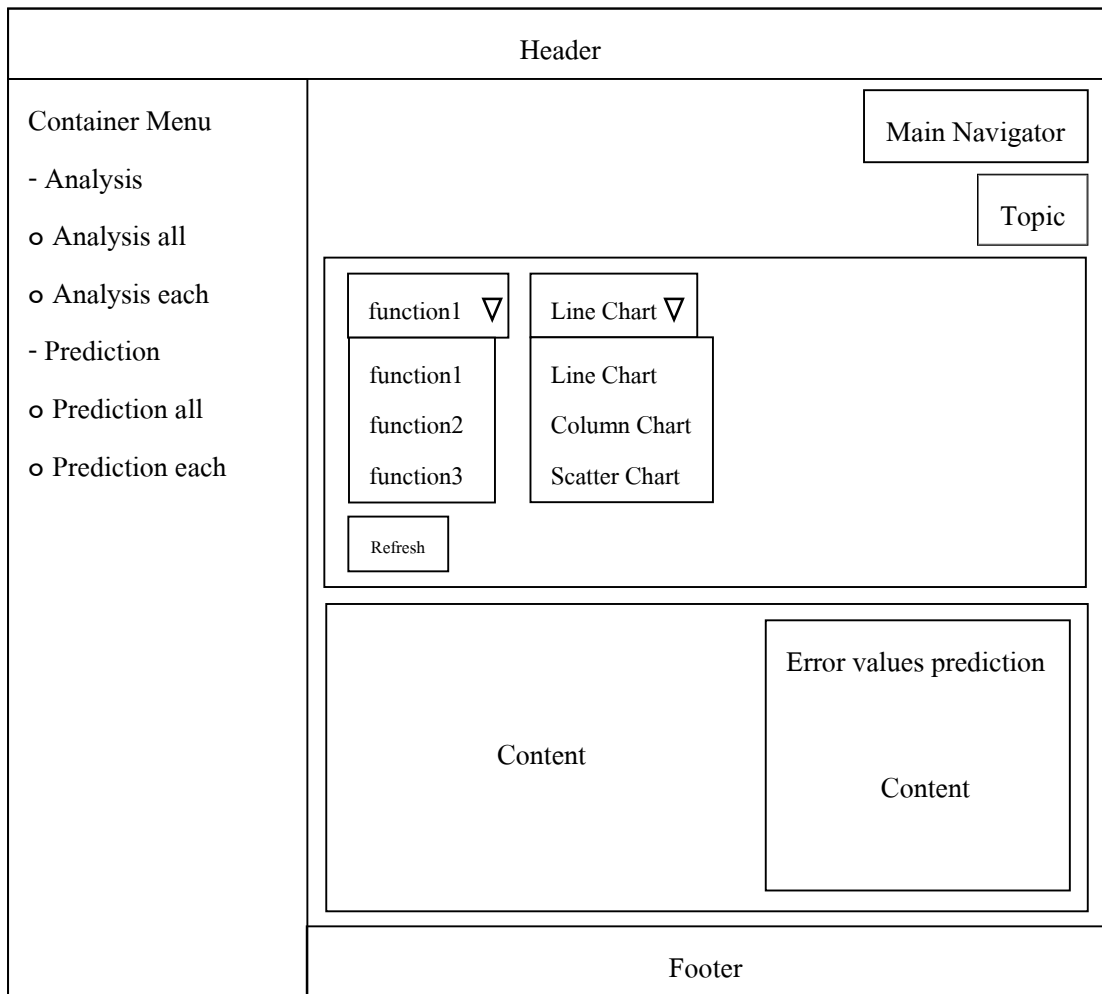 Header
Container Menu
- Analysis
o Analysis all
o Analysis each
- Prediction
o Prediction all
o Prediction each
Main Navigator
Topic
function1 ∇ Line Chart ∇
function1 Line Chart
function2 Column Chart
function3 Scatter Chart
Refresh
Error values prediction
Content
Content
Footer